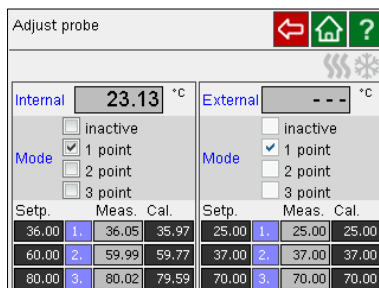 Adjust probe
?
Internal 23.13 °C External --- °C
Mode inactive Mode inactive
1 point 1 point
2 point 2 point
3 point 3 point
Setp. Meas. Cal. Setp. Meas. Cal.
36.00 1. 36.05 35.97 25.00 1. 25.00 25.00
60.00 2. 59.99 59.77 37.00 2. 37.00 37.00
80.00 3. 80.02 79.59 70.00 3. 70.00 70.00